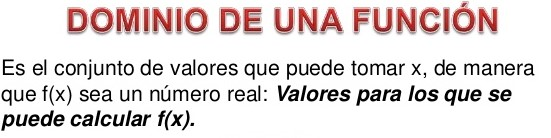 DOMINIO DE UNA FUNCIÓN
Es el conjunto de valores que puede tomar x, de manera
que f(x) sea un número real: Valores para los que se
puede calcular f(x).